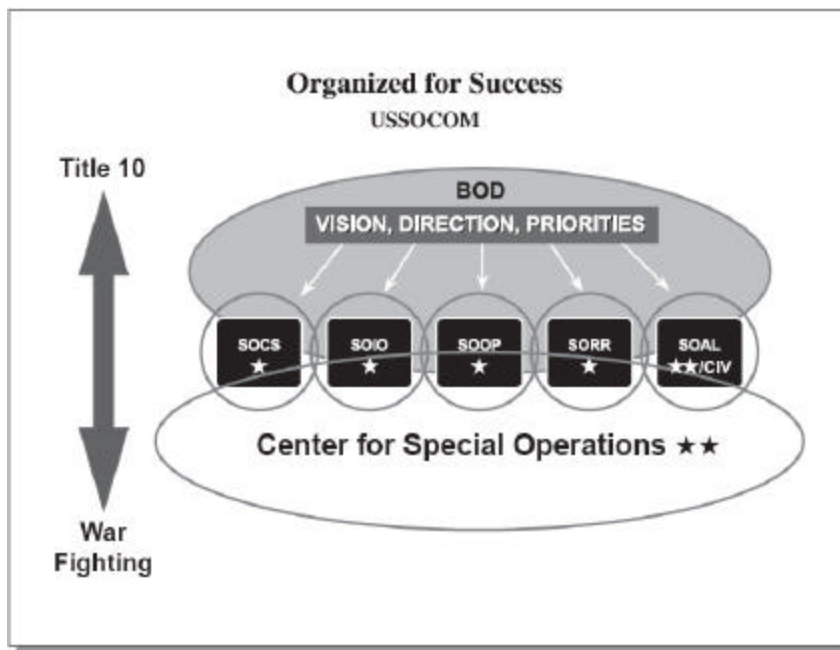 Organized for Success
USSOCOM
Title 10
BOD
VISION, DIRECTION, PRIORITIES
SOCS
★
SOIO
★
SOOP
★
SORR
★
SOAL
★★/CIV
Center for Special Operations ★★
War
Fighting